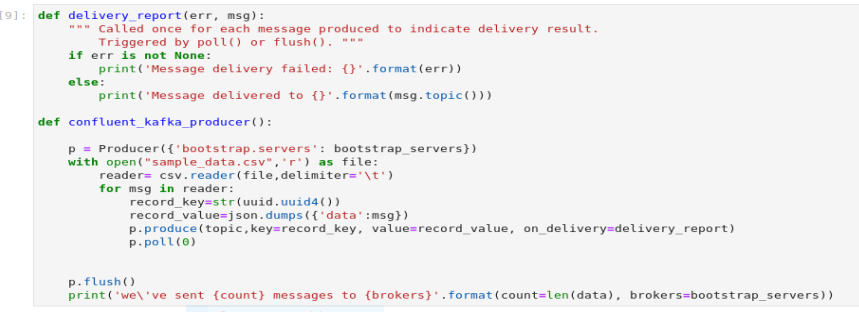 [9]: def delivery_report(err, msg):
    """ Called once for each message produced to indicate delivery result.
        Triggered by poll() or flush(). """
    if err is not None:
        print('Message delivery failed: {}'.format(err))
    else:
        print('Message delivered to {}'.format(msg.topic()))
def confluent_kafka_producer():
    p = Producer({'bootstrap.servers': bootstrap_servers})
    with open("sample_data.csv",'r') as file:
        reader= csv.reader(file,delimiter='\t')
        for msg in reader:
            record_key=str(uuid.uuid4())
            record_value=json.dumps({'data':msg})
            p.produce(topic,key=record_key, value=record_value, on_delivery=delivery_report)
            p.poll(0)
    p.flush()
    print('we\'ve sent {count} messages to {brokers}'.format(count=len(data), brokers=bootstrap_servers))